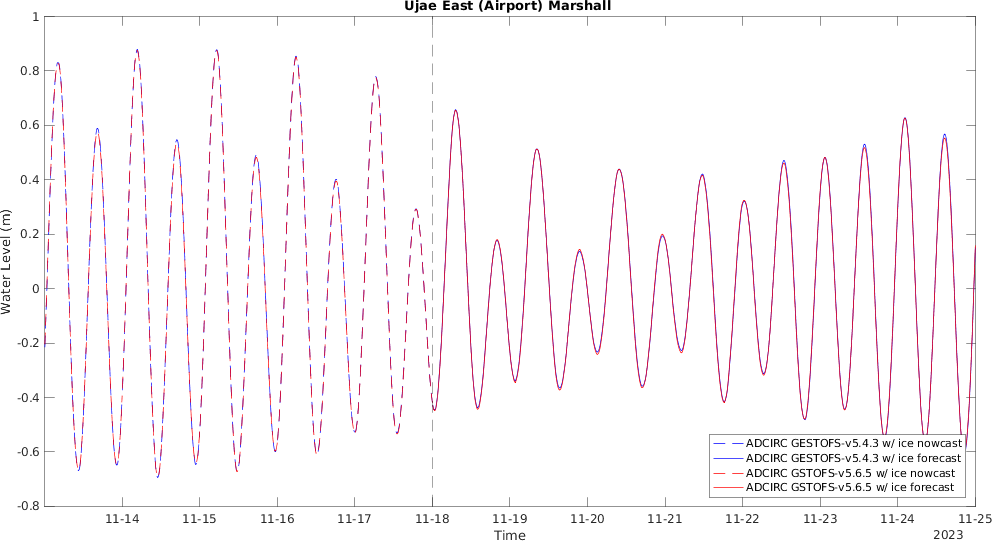 Ujae East (Airport) Marshall
1
0.8
0.6
0.4
0.2
0
-0.2
-0.4
-0.6
-0.8
Water Level (m)
ADCIRC GESTOFS-v5.4.3 w/ ice nowcast
ADCIRC GESTOFS-v5.4.3 w/ ice forecast
ADCIRC GSTOFS-v5.6.5 w/ ice nowcast
ADCIRC GSTOFS-v5.6.5 w/ ice forecast
11-14 11-15 11-16 11-17 11-18 11-19 11-20 11-21 11-22 11-23 11-24 11-25
Time
2023